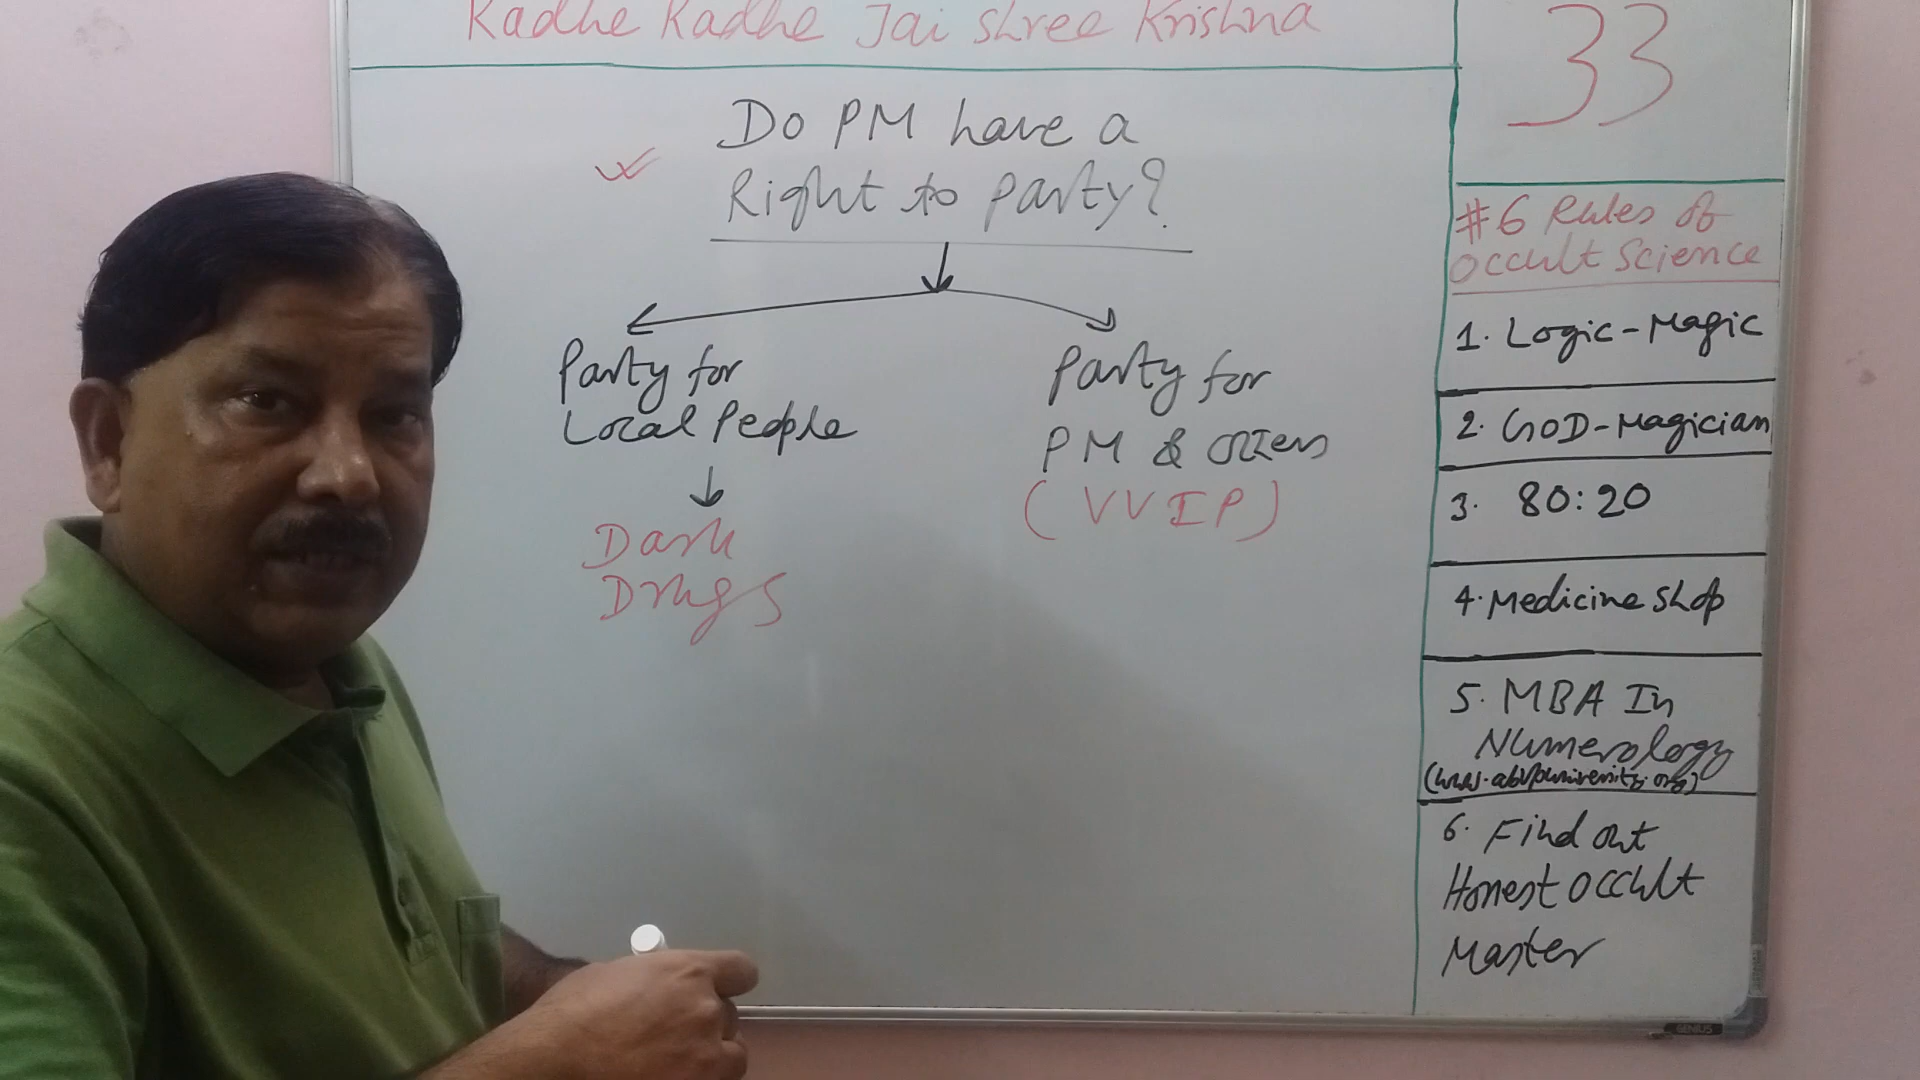 Radhe Radhe Jai Shree Krishna
33
Do PM have a
Right to party?
Party for
Local People
Dark
Drugs
Party for
PM & others
(VVIP)
#6 Rules of
Occult Science
1. Logic-Magic
2. GOD-Magician
3. 80:20
4. Medicine Shop
5. MBA In
Numerology
6. Find out
Honest Occult
Master
GENIUS